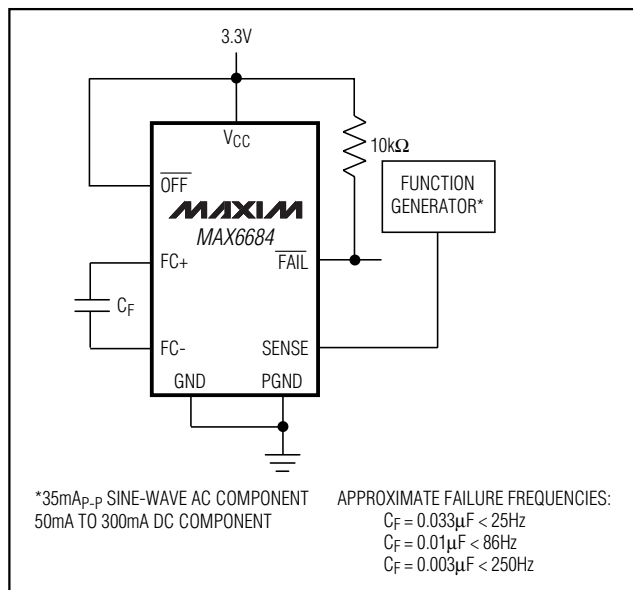 3.3V
VCC
10kΩ
FUNCTION
GENERATOR*
OFF
MAXIM
MAX6684
FC+
FAIL
CF
FC-
SENSE
GND PGND
*35mAP-P SINE-WAVE AC COMPONENT
50mA TO 300mA DC COMPONENT
APPROXIMATE FAILURE FREQUENCIES:
CF = 0.033µF < 25Hz
CF = 0.01µF < 86Hz
CF = 0.003µF < 250Hz